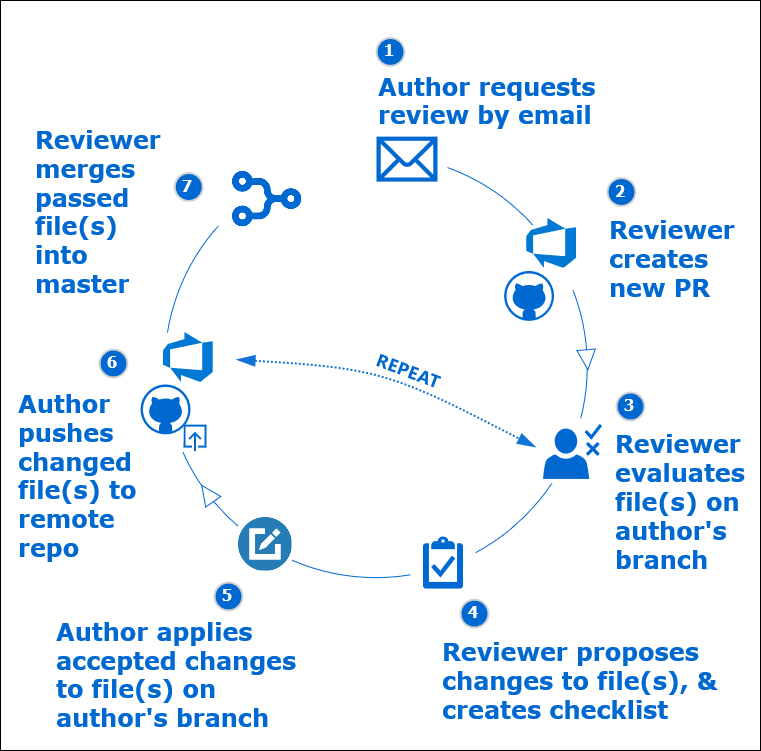 1
Author requests
review by email
2
Reviewer
creates
new PR
3
Reviewer
evaluates
file(s) on
author's
branch
4
Reviewer proposes
changes to file(s), &
creates checklist
5
Author applies
accepted changes
to file(s) on
author's branch
6
Author
pushes
changed
file(s) to
remote
repo
7
Reviewer
merges
passed
file(s)
into
master
REPEAT